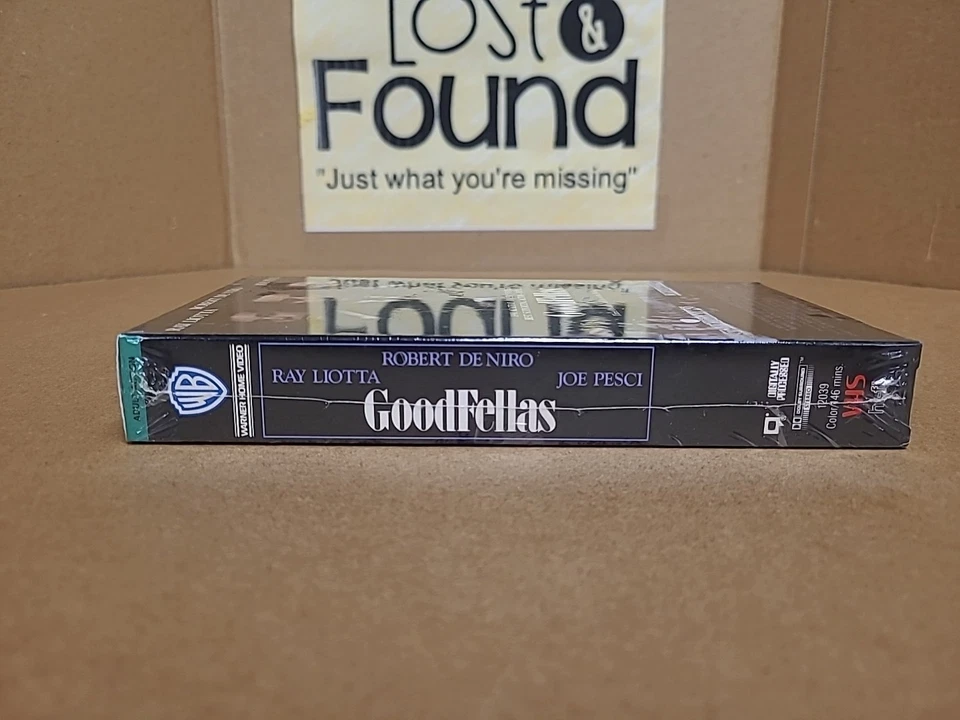 Lost &
Found
"Just what you're missing"
WB
WARNER HOME VIDEO
ROBERT DE NIRO
RAY LIOTTA
JOE PESCI
GoodFellas
DIGITALLY
PROCESSED
12039
Color/146 mins
VHS